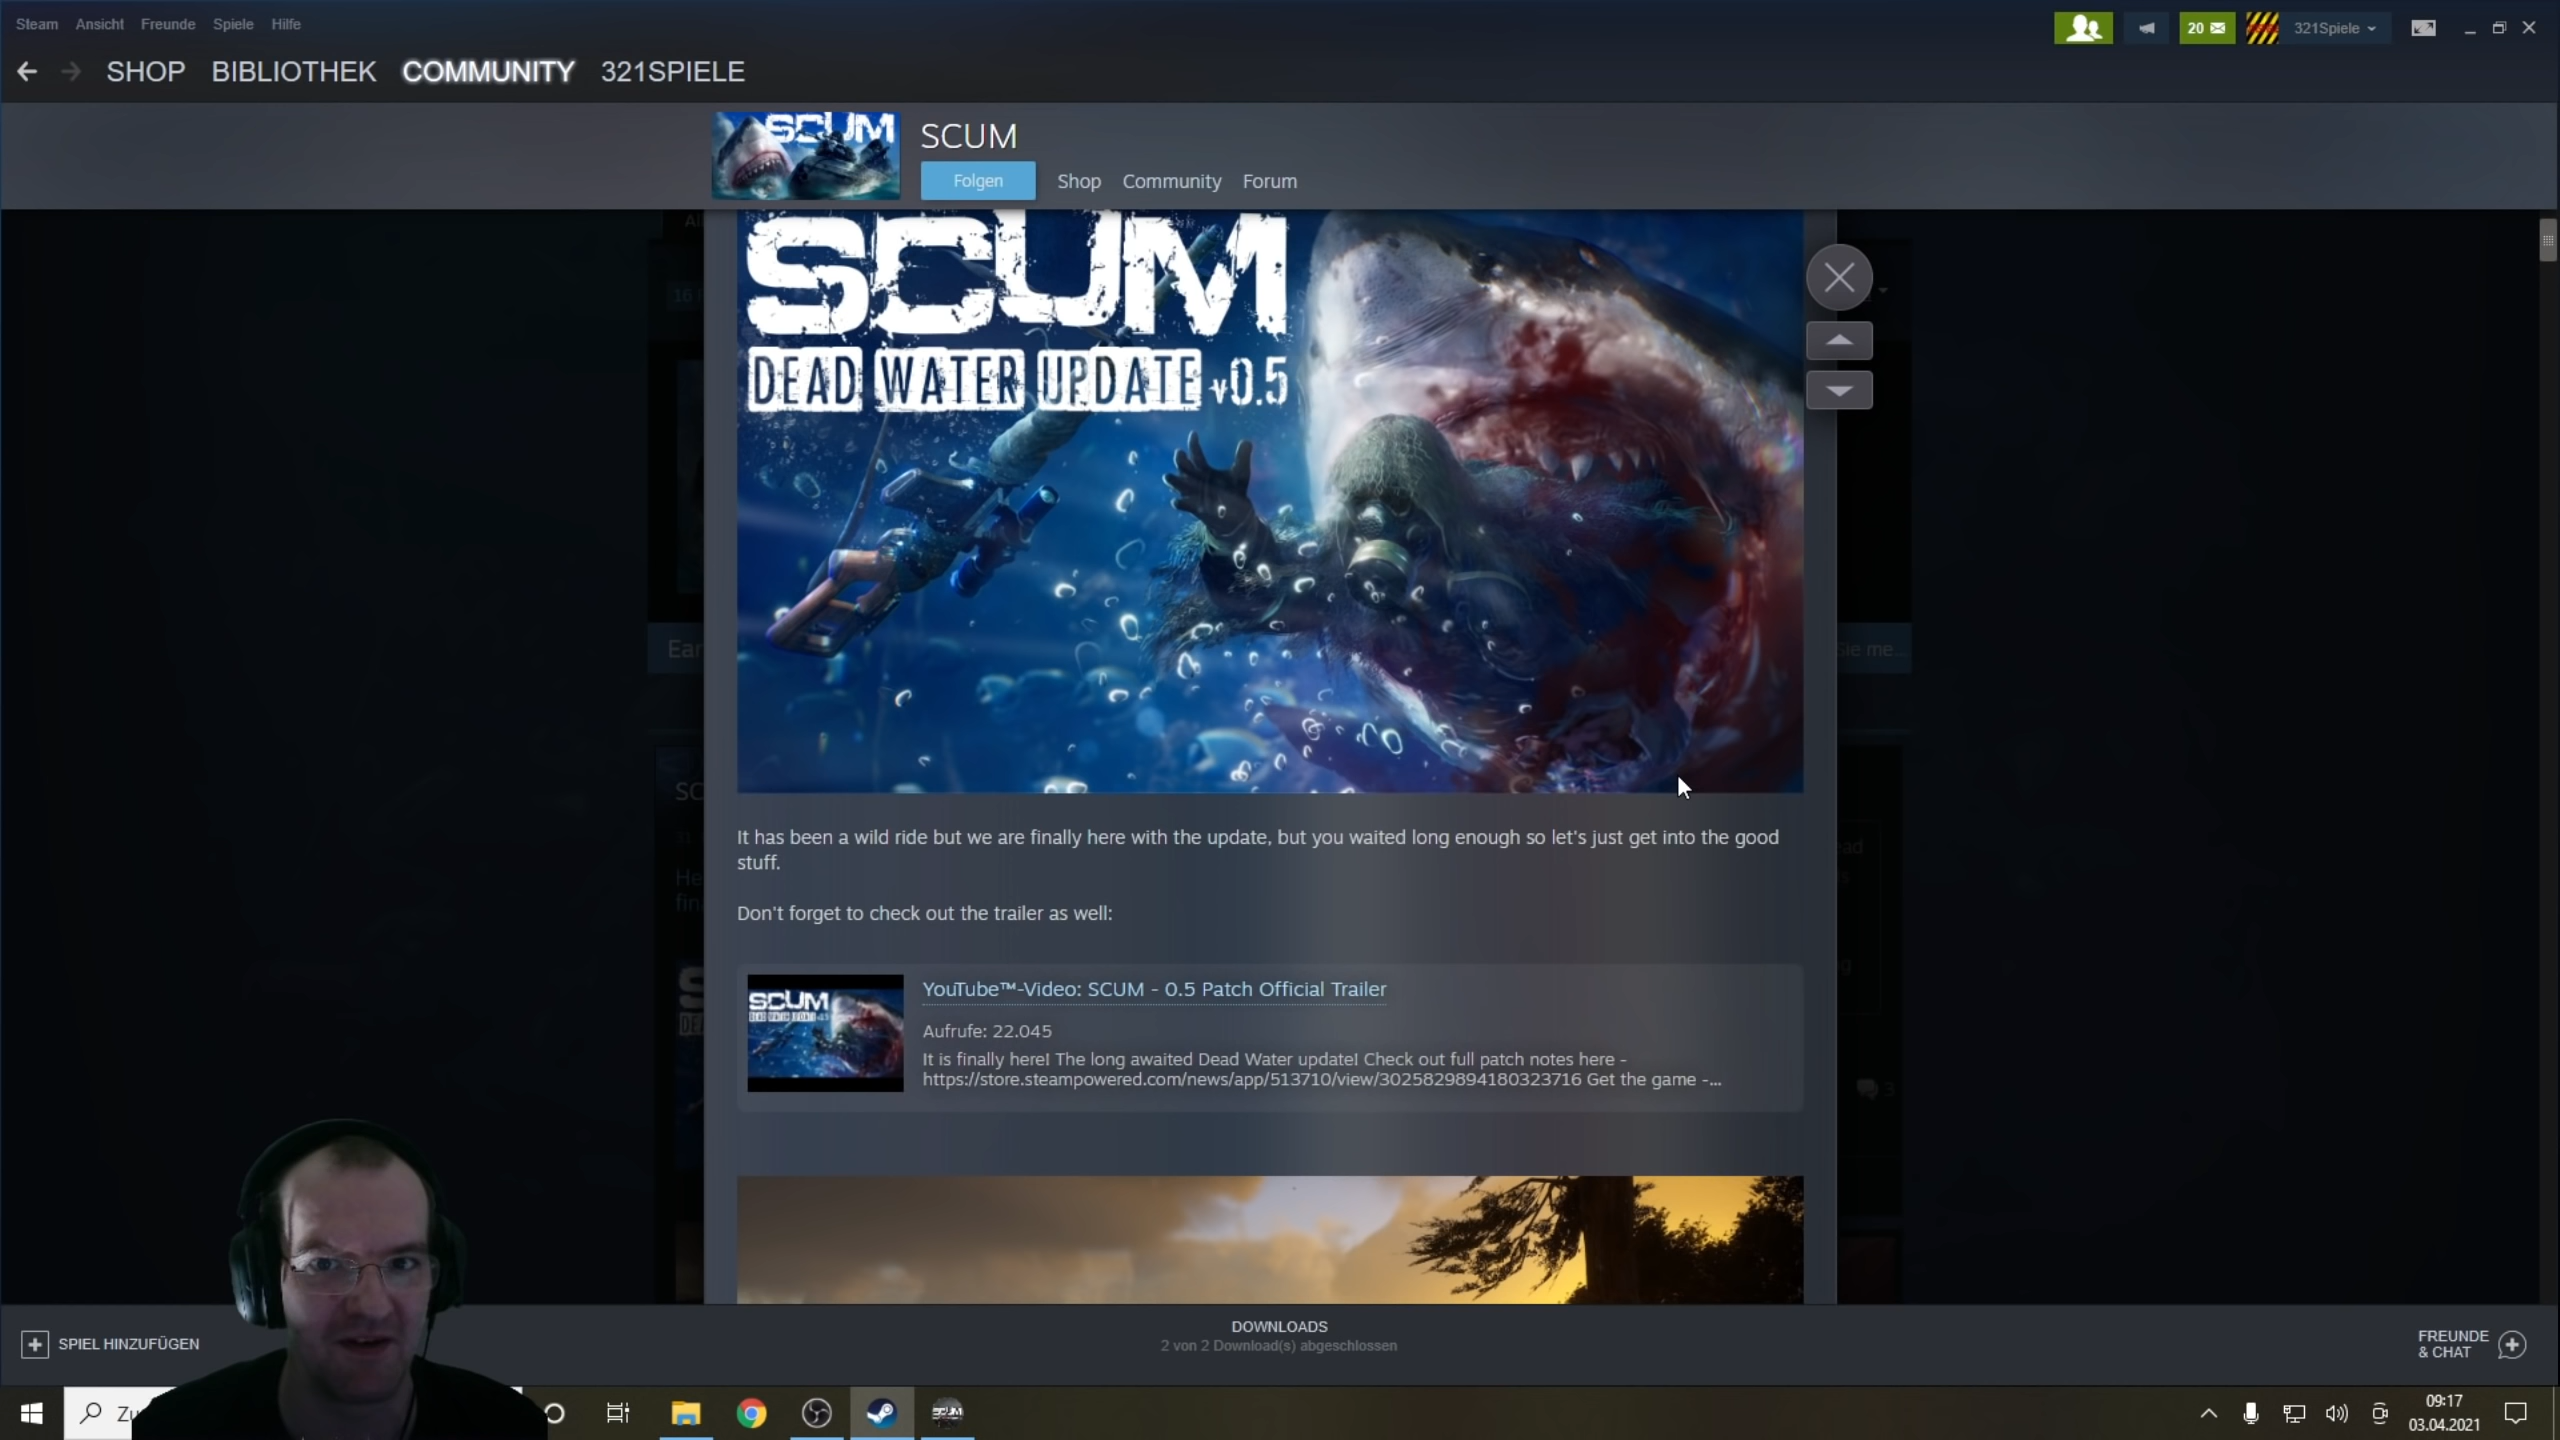 Steam Ansicht Freunde Spiele Hilfe
20
321Spiele
SHOP BIBLIOTHEK COMMUNITY 321SPIELE
SCUM
SCUM
Folgen Shop Community Forum
SCUM
DEAD WATER UPDATE v0.5
It has been a wild ride but we are finally here with the update, but you waited long enough so let's just get into the good
stuff.
Don't forget to check out the trailer as well:
SCUM
YouTube™-Video: SCUM - 0.5 Patch Official Trailer
Aufrufe: 22.045
It is finally here! The long awaited Dead Water update! Check out full patch notes here -
https://store.steampowered.com/news/app/513710/view/3025829894180323716 Get the game -...
SPIEL HINZUFÜGEN
DOWNLOADS
2 von 2 Download(s) abgeschlossen
FREUNDE
& CHAT
Zu
SCUM
09:17
03.04.2021